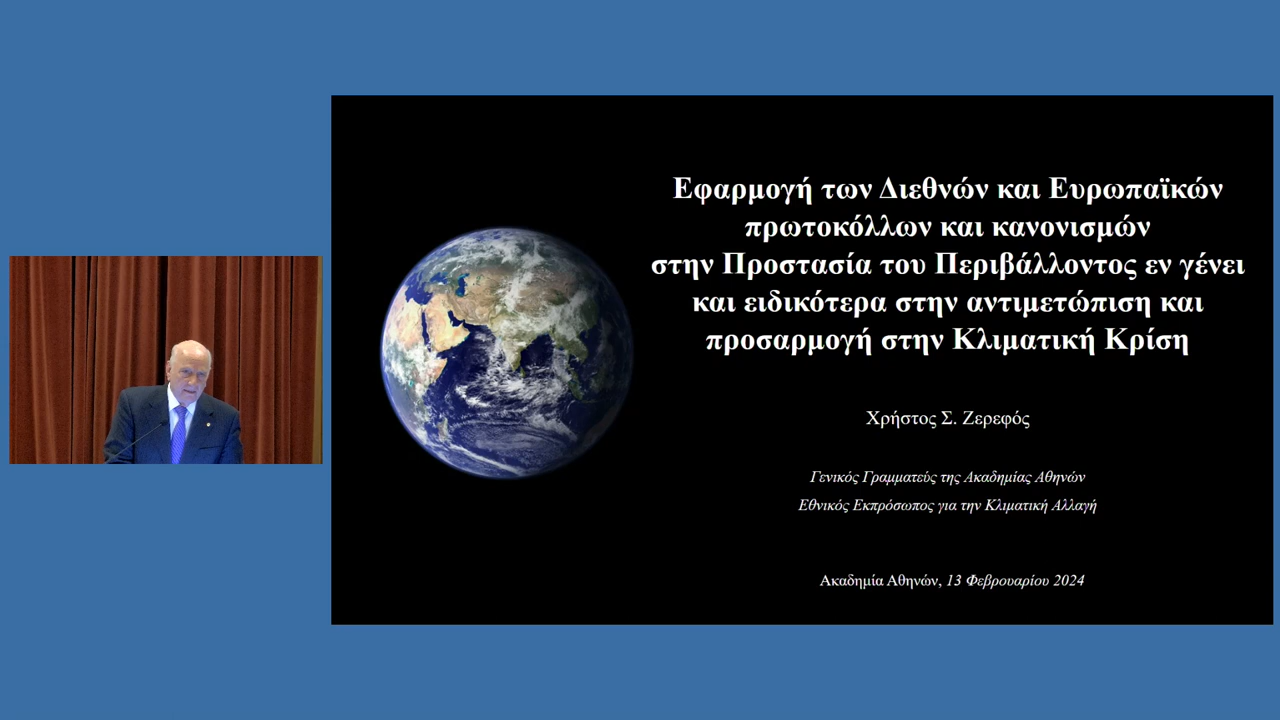 Εφαρμογή των Διεθνών και Ευρωπαϊκών
πρωτοκόλλων και κανονισμών
στην Προστασία του Περιβάλλοντος εν γένει
και ειδικότερα στην αντιμετώπιση και
προσαρμογή στην Κλιματική Κρίση
Χρήστος Σ. Ζερεφός
Γενικός Γραμματεύς της Ακαδημίας Αθηνών
Εθνικός Εκπρόσωπος για την Κλιματική Αλλαγή
Ακαδημία Αθηνών, 13 Φεβρουαρίου 2024